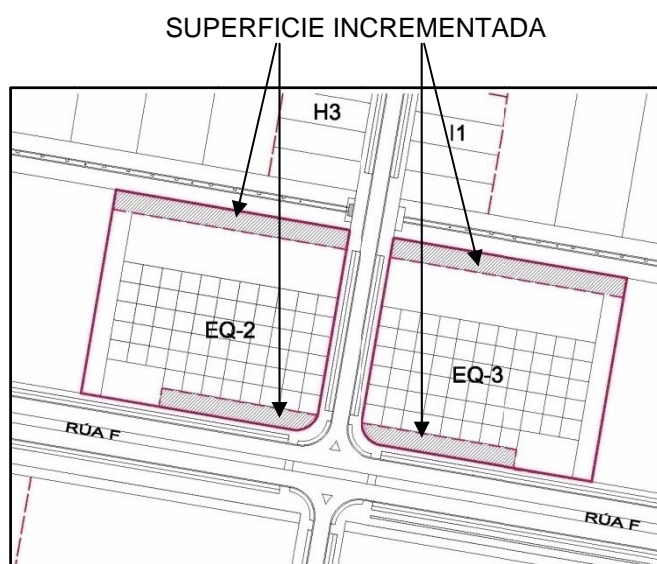 SUPERFICIE INCREMENTADA
H3
I1
EQ-2
EQ-3
RÚA F
RÚA F